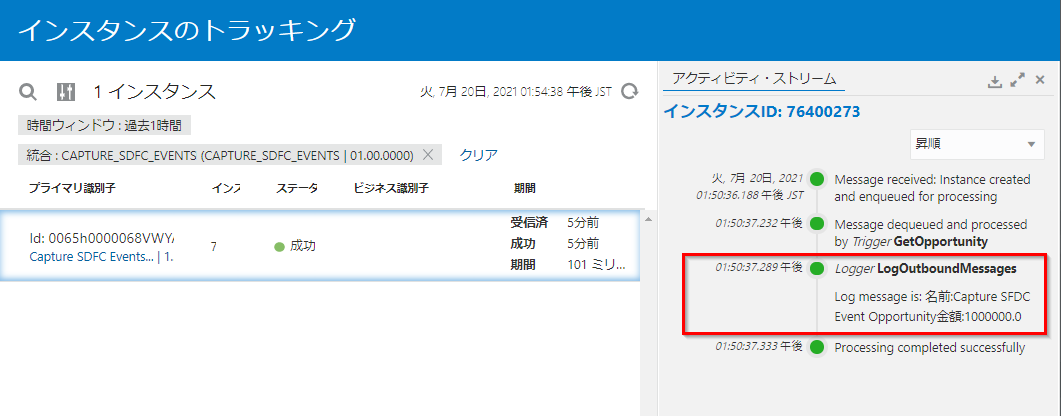 インスタンスのトラッキング
1 インスタンス
火, 7月 20日, 2021 01:54:38 午後 JST
時間ウィンドウ : 過去1時間
統合 : CAPTURE_SDFC_EVENTS (CAPTURE_SDFC_EVENTS | 01.00.0000)
クリア
プライマリ識別子 インス ステータ ビジネス識別子 期間
Id: 0065h0000068VWY
Capture SDFC Events... | 1.
7
成功
受信済 5分前
成功 5分前
期間 101 ミリ...
アクティビティ・ストリーム
インスタンスID: 76400273
昇順
火, 7月 20日, 2021
01:50:36.188 午後 JST
Message received: Instance created
and enqueued for processing
01:50:37.232 午後
Message dequeued and processed
by Trigger GetOpportunity
01:50:37.289 午後
Logger LogOutboundMessages
Log message is: 名前:Capture SFDC
Event Opportunity金額:1000000.0
01:50:37.333 午後
Processing completed successfully